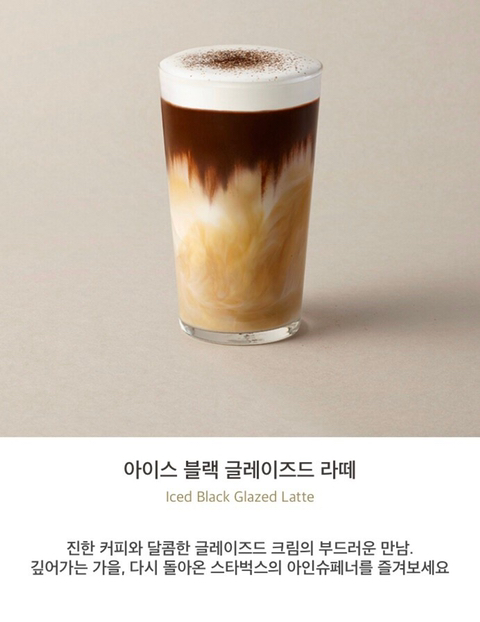 아이스 블랙 글레이즈드 라떼
Iced Black Glazed Latte
진한 커피와 달콤한 글레이즈드 크림의 부드러운 만남.
깊어가는 가을, 다시 돌아온 스타벅스의 아인슈페너를 즐겨보세요